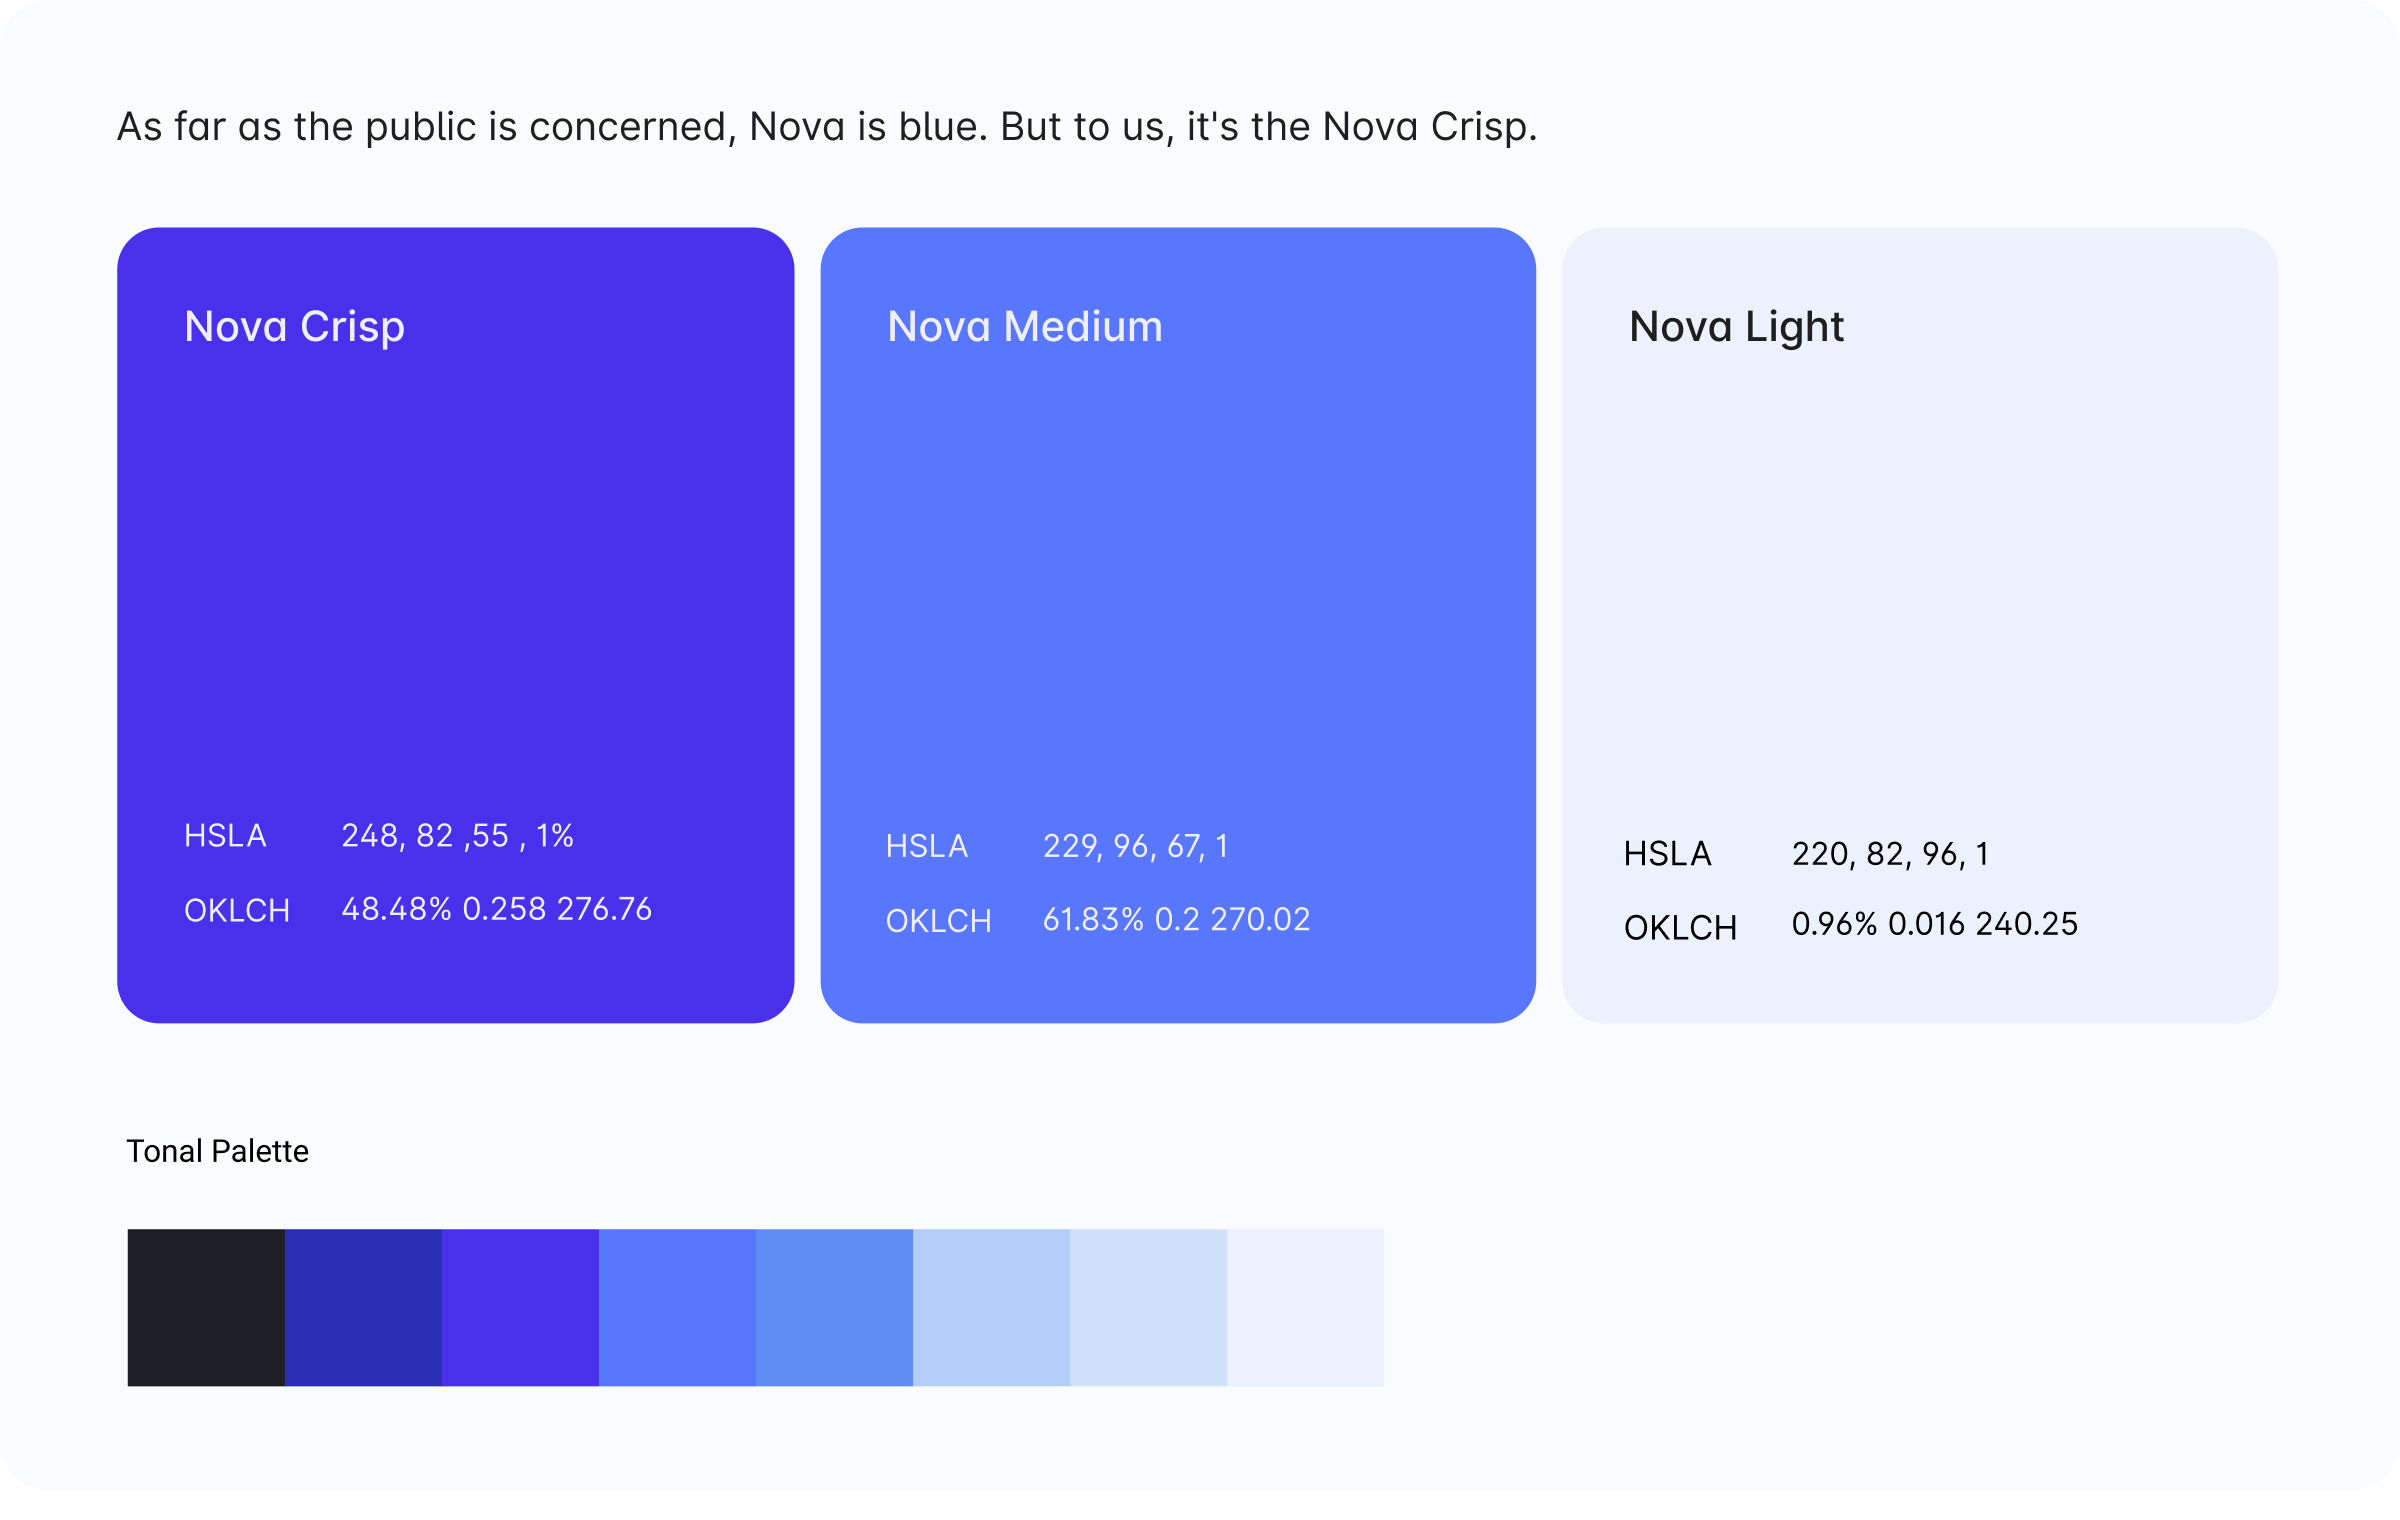 As far as the public is concerned, Nova is blue. But to us, it's the Nova Crisp.
Nova Crisp
HSLA 248, 82 ,55 , 1%
OKLCH 48.48% 0.258 276.76
Nova Medium
HSLA 229, 96, 67, 1
OKLCH 61.83% 0.2 270.02
Nova Light
HSLA 220, 82, 96, 1
OKLCH 0.96% 0.016 240.25
Tonal Palette